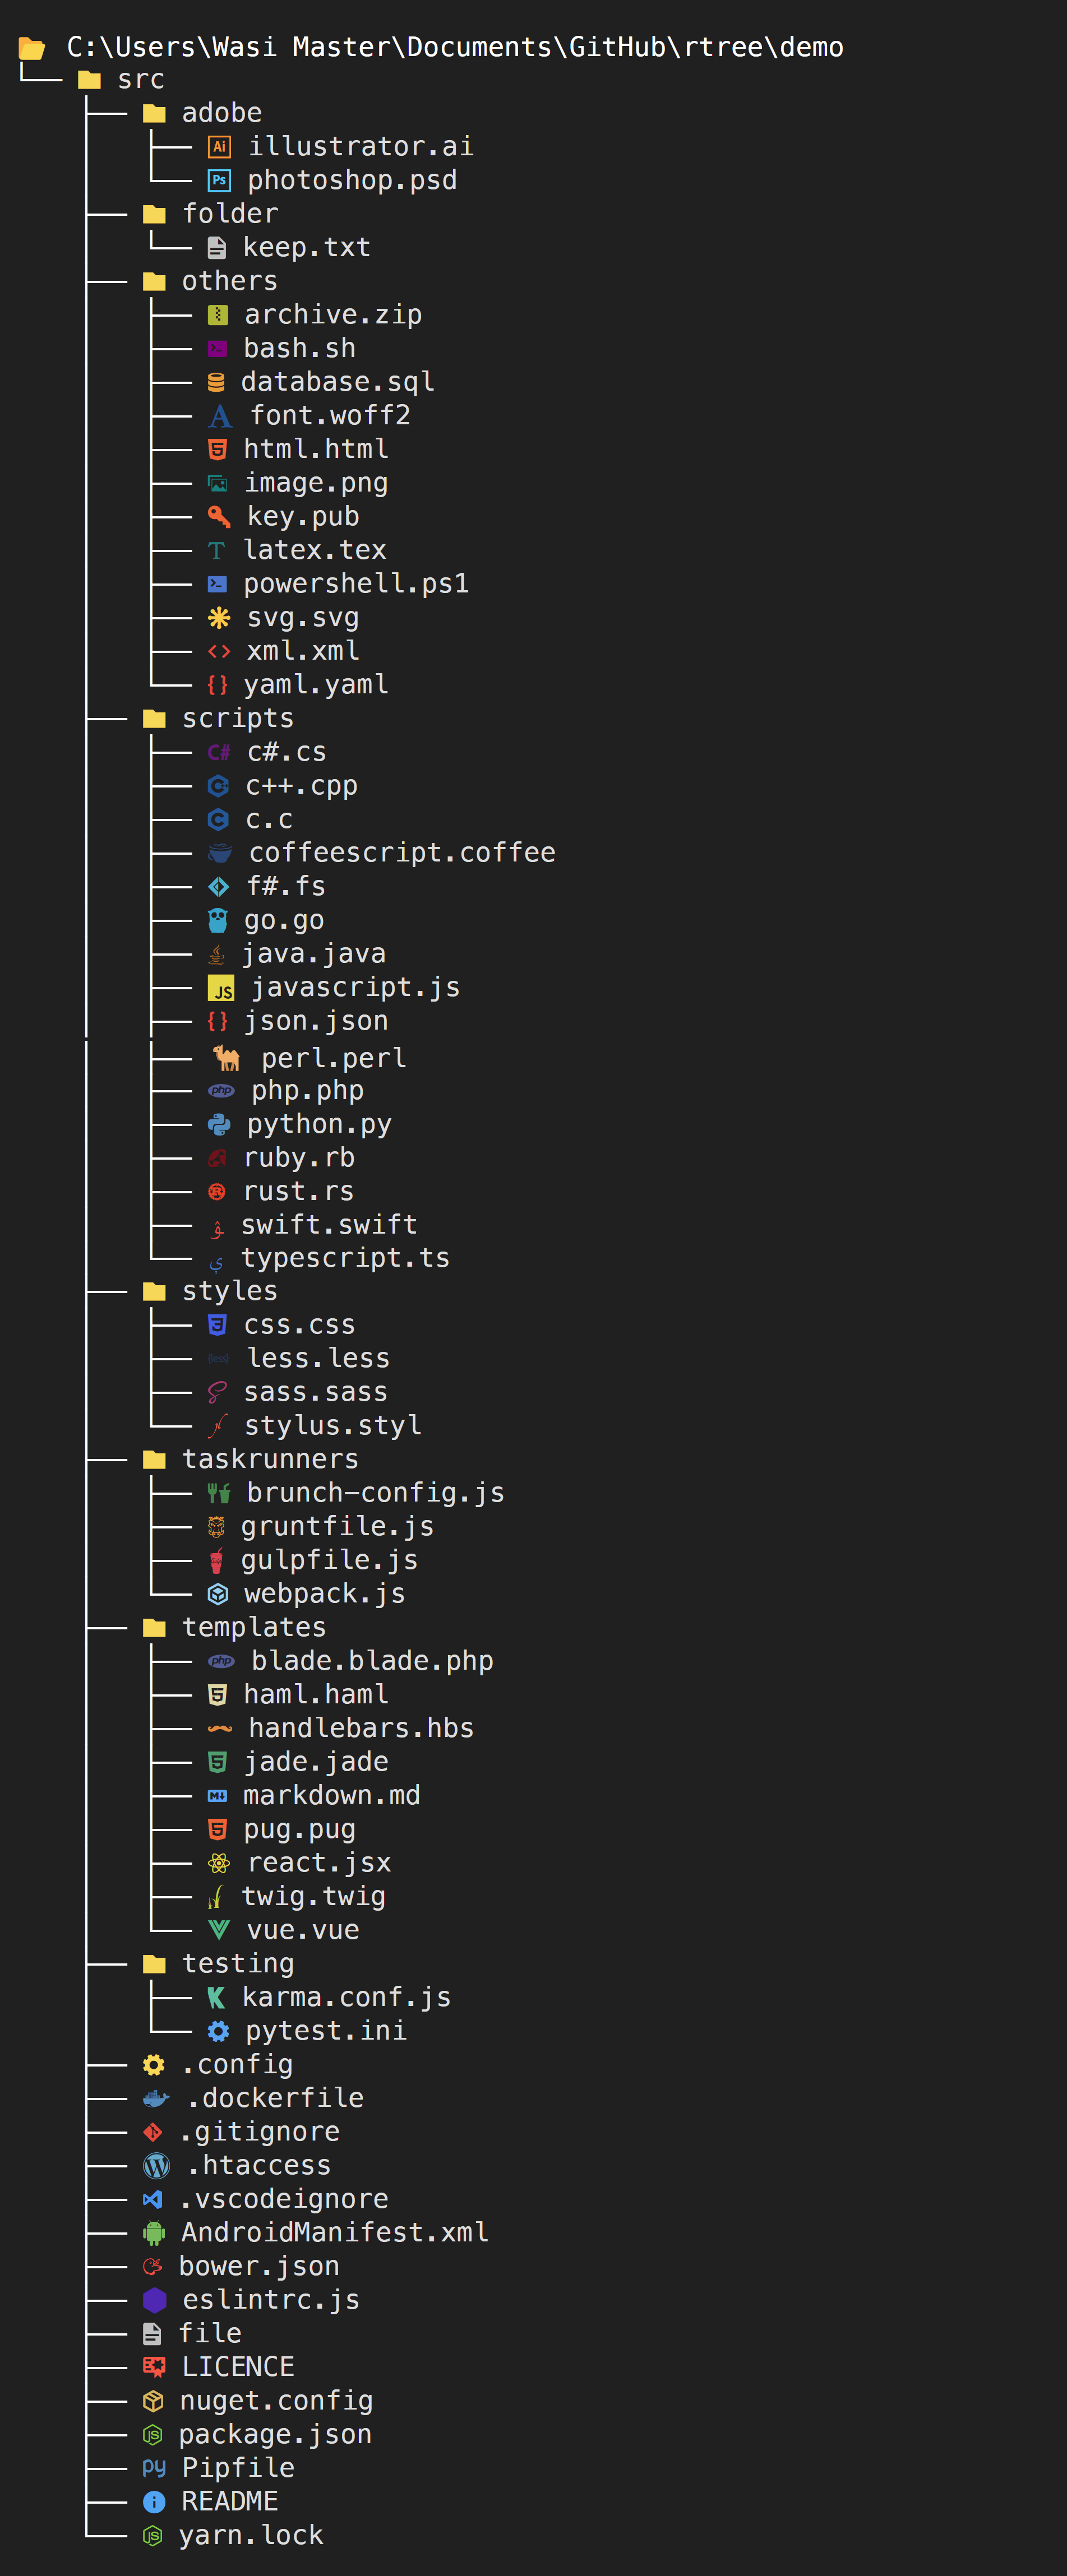 C:\Users\Wasi Master\Documents\GitHub\rtree\demo
src
adobe
Ai illustrator.ai
Ps photoshop.psd
folder
keep.txt
others
archive.zip
bash.sh
database.sql
A font.woff2
5 html.html
image.png
key.pub
T latex.tex
powershell.ps1
svg.svg
<> xml.xml
{} yaml.yaml
scripts
C# c#.cs
C++ c++.cpp
C c.c
coffeescript.coffee
f#.fs
go.go
java.java
JS javascript.js
{} json.json
perl.perl
php php.php
python.py
ruby.rb
R rust.rs
ۋ swift.swift
ې typescript.ts
styles
3 css.css
{less} less.less
sass.sass
stylus.styl
taskrunners
brunch-config.js
gruntfile.js
gulpfile.js
webpack.js
templates
php blade.blade.php
5 haml.haml
handlebars.hbs
5 jade.jade
M markdown.md
5 pug.pug
react.jsx
twig.twig
vue.vue
testing
K karma.conf.js
pytest.ini
.config
.dockerfile
.gitignore
W .htaccess
.vscodeignore
AndroidManifest.xml
bower.json
eslintrc.js
file
LICENCE
nuget.config
JS package.json
py Pipfile
i README
JS yarn.lock